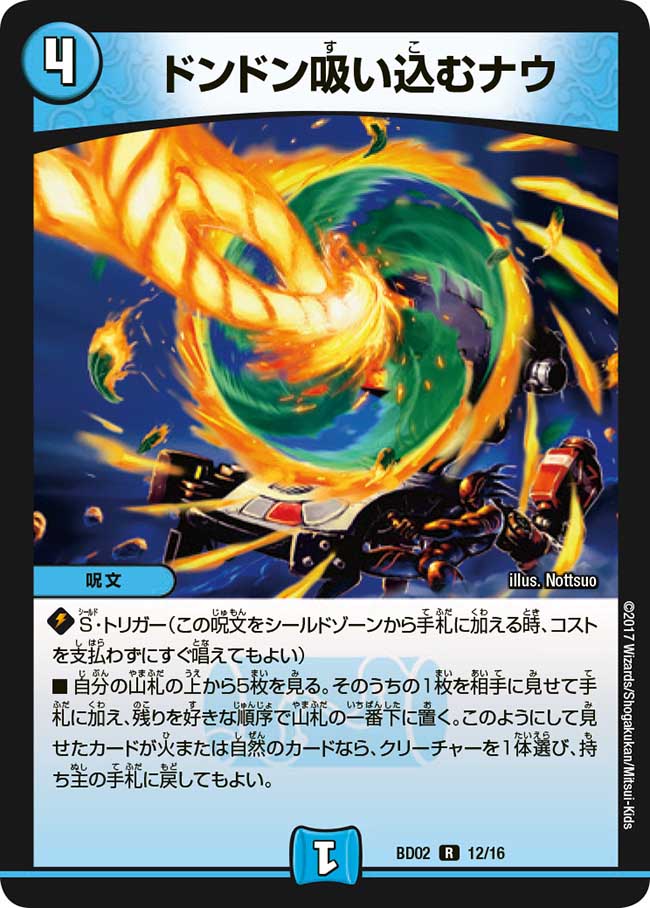 4
ドンドン吸い込むナウ
呪文
illus. Nottsuo
S・トリガー(この呪文をシールドゾーンから手札に加える時、コスト
を支払わずにすぐ唱えてもよい)
■自分の山札の上から5枚を見る。そのうちの1枚を相手に見せて手
札に加え、残りを好きな順序で山札の一番下に置く。このようにして見
せたカードが火または自然のカードなら、クリーチャーを1体選び、持
ち主の手札に戻してもよい。
©2017 Wizards/Shogakukan/Mitsui-Kids
1
BD02 R 12/16